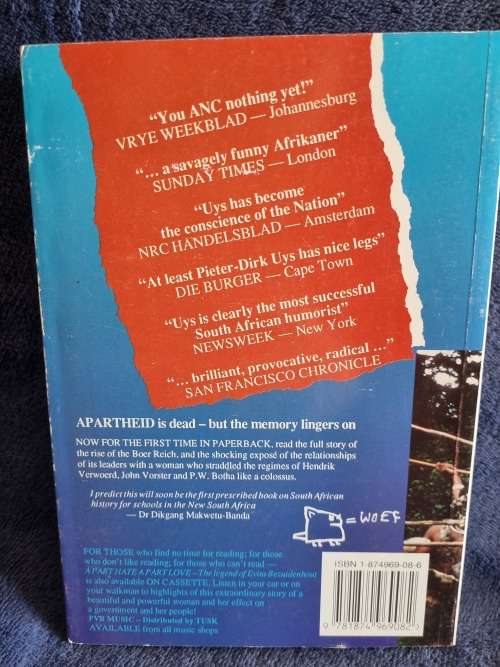 “You ANC nothing yet!”
VRYE WEEKBLAD — Johannesburg
“... a savagely funny Afrikaner”
SUNDAY TIMES — London
“Uys has become
the conscience of the Nation”
NRC HANDELSBLAD — Amsterdam
“At least Pieter-Dirk Uys has nice legs”
DIE BURGER — Cape Town
“Uys is clearly the most successful
South African humorist”
NEWSWEEK — New York
“... brilliant, provocative, radical ...”
SAN FRANCISCO CHRONICLE
APARTHEID is dead – but the memory lingers on
NOW FOR THE FIRST TIME IN PAPERBACK, read the full story of
the rise of the Boer Reich, and the shocking exposé of the relationships
of its leaders with a woman who straddled the regimes of Hendrik
Verwoerd, John Vorster and P.W. Botha like a colossus.
I predict this will soon be the first prescribed book on South African
history for schools in the New South Africa
— Dr Dikgang Makwetu-Banda
= WOEF
FOR THOSE who find no time for reading; for those
who don't like reading; for those who can't read —
A PART HATE A PART LOVE – The legend of Evita Bezuidenhout
is also available ON CASSETTE. Listen in your car or on
your walkman to highlights of this extraordinary story of a
beautiful and powerful woman and her effect on
a government and her people!
PVB MUSIC – Distributed by TUSK
AVAILABLE from all music shops
ISBN 1-874969-08-6
9 781874 969082